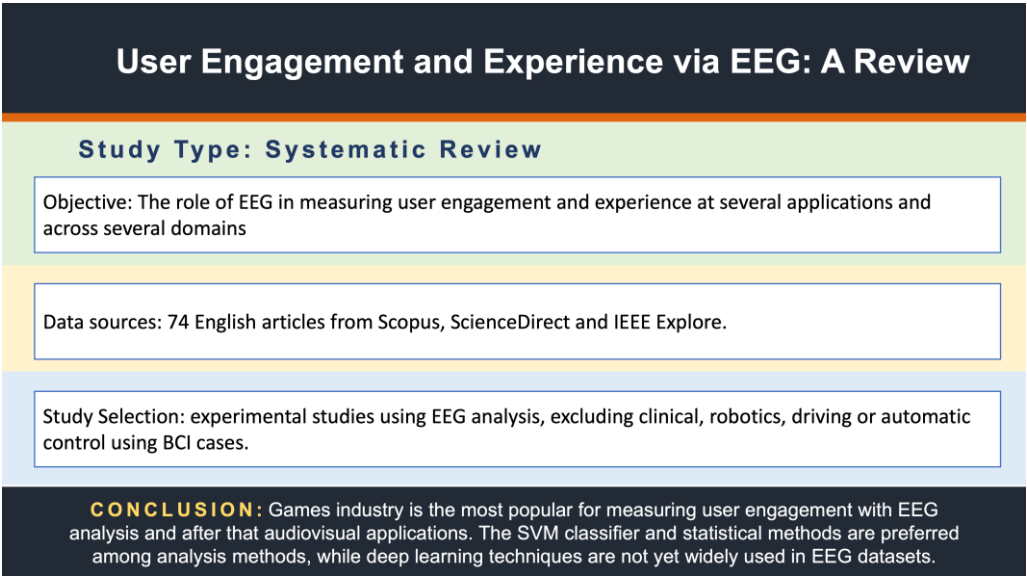 User Engagement and Experience via EEG: A Review
Study Type: Systematic Review
Objective: The role of EEG in measuring user engagement and experience at several applications and
across several domains
Data sources: 74 English articles from Scopus, ScienceDirect and IEEE Explore.
Study Selection: experimental studies using EEG analysis, excluding clinical, robotics, driving or automatic
control using BCI cases.
CONCLUSION: Games industry is the most popular for measuring user engagement with EEG
analysis and after that audiovisual applications. The SVM classifier and statistical methods are preferred
among analysis methods, while deep learning techniques are not yet widely used in EEG datasets.